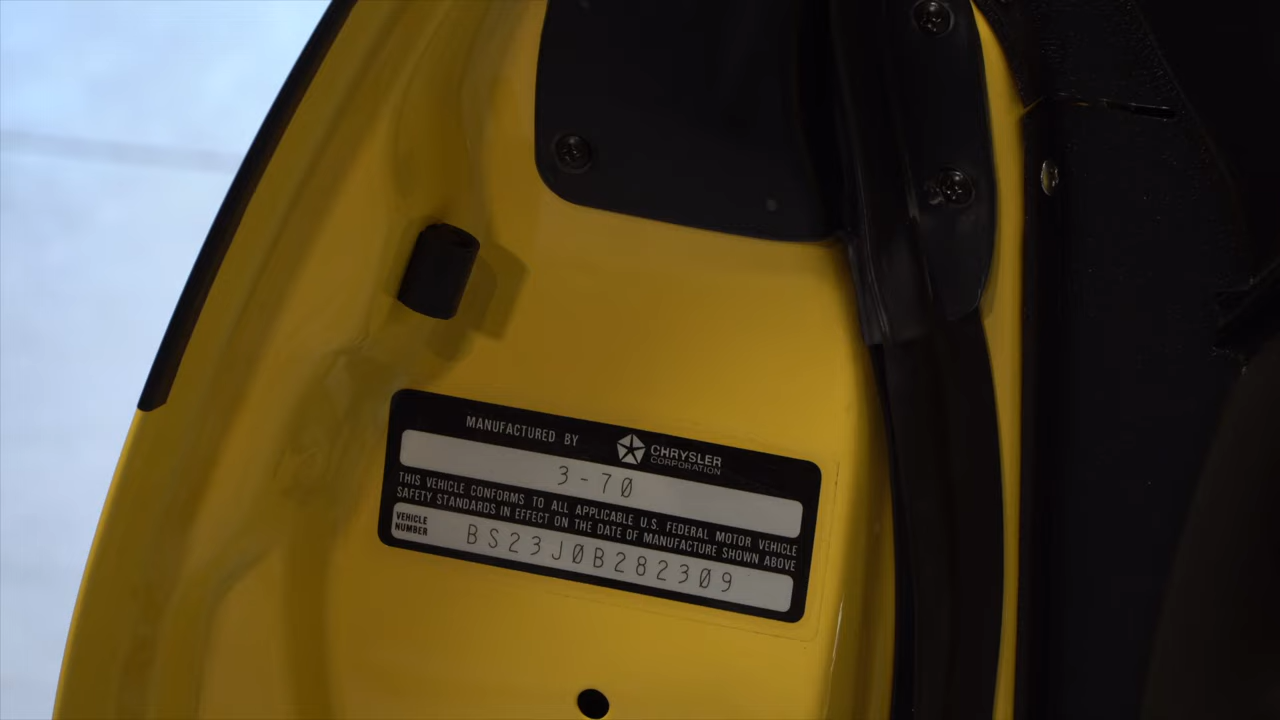 MANUFACTURED BY CHRYSLER CORPORATION
3-70
THIS VEHICLE CONFORMS TO ALL APPLICABLE U.S. FEDERAL MOTOR VEHICLE
SAFETY STANDARDS IN EFFECT ON THE DATE OF MANUFACTURE SHOWN ABOVE
VEHICLE NUMBER BS23J0B282309